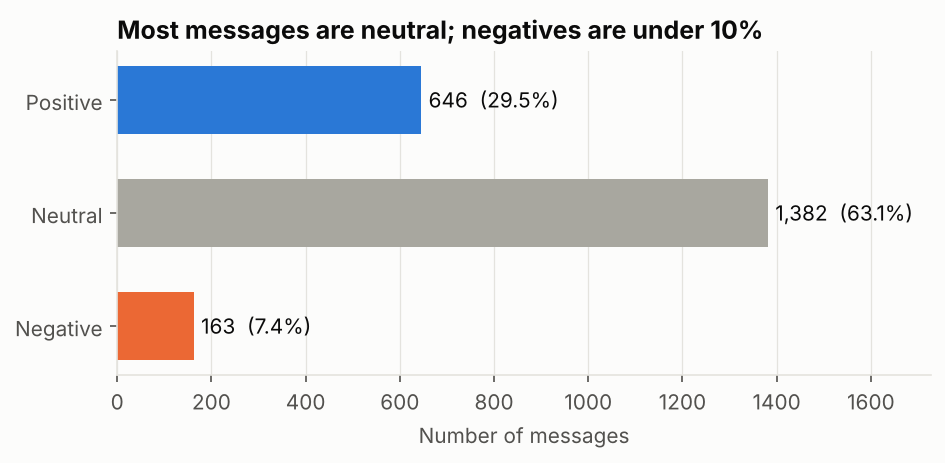 Most messages are neutral; negatives are under 10%
Positive 646 (29.5%)
Neutral 1,382 (63.1%)
Negative 163 (7.4%)
0 200 400 600 800 1000 1200 1400 1600
Number of messages